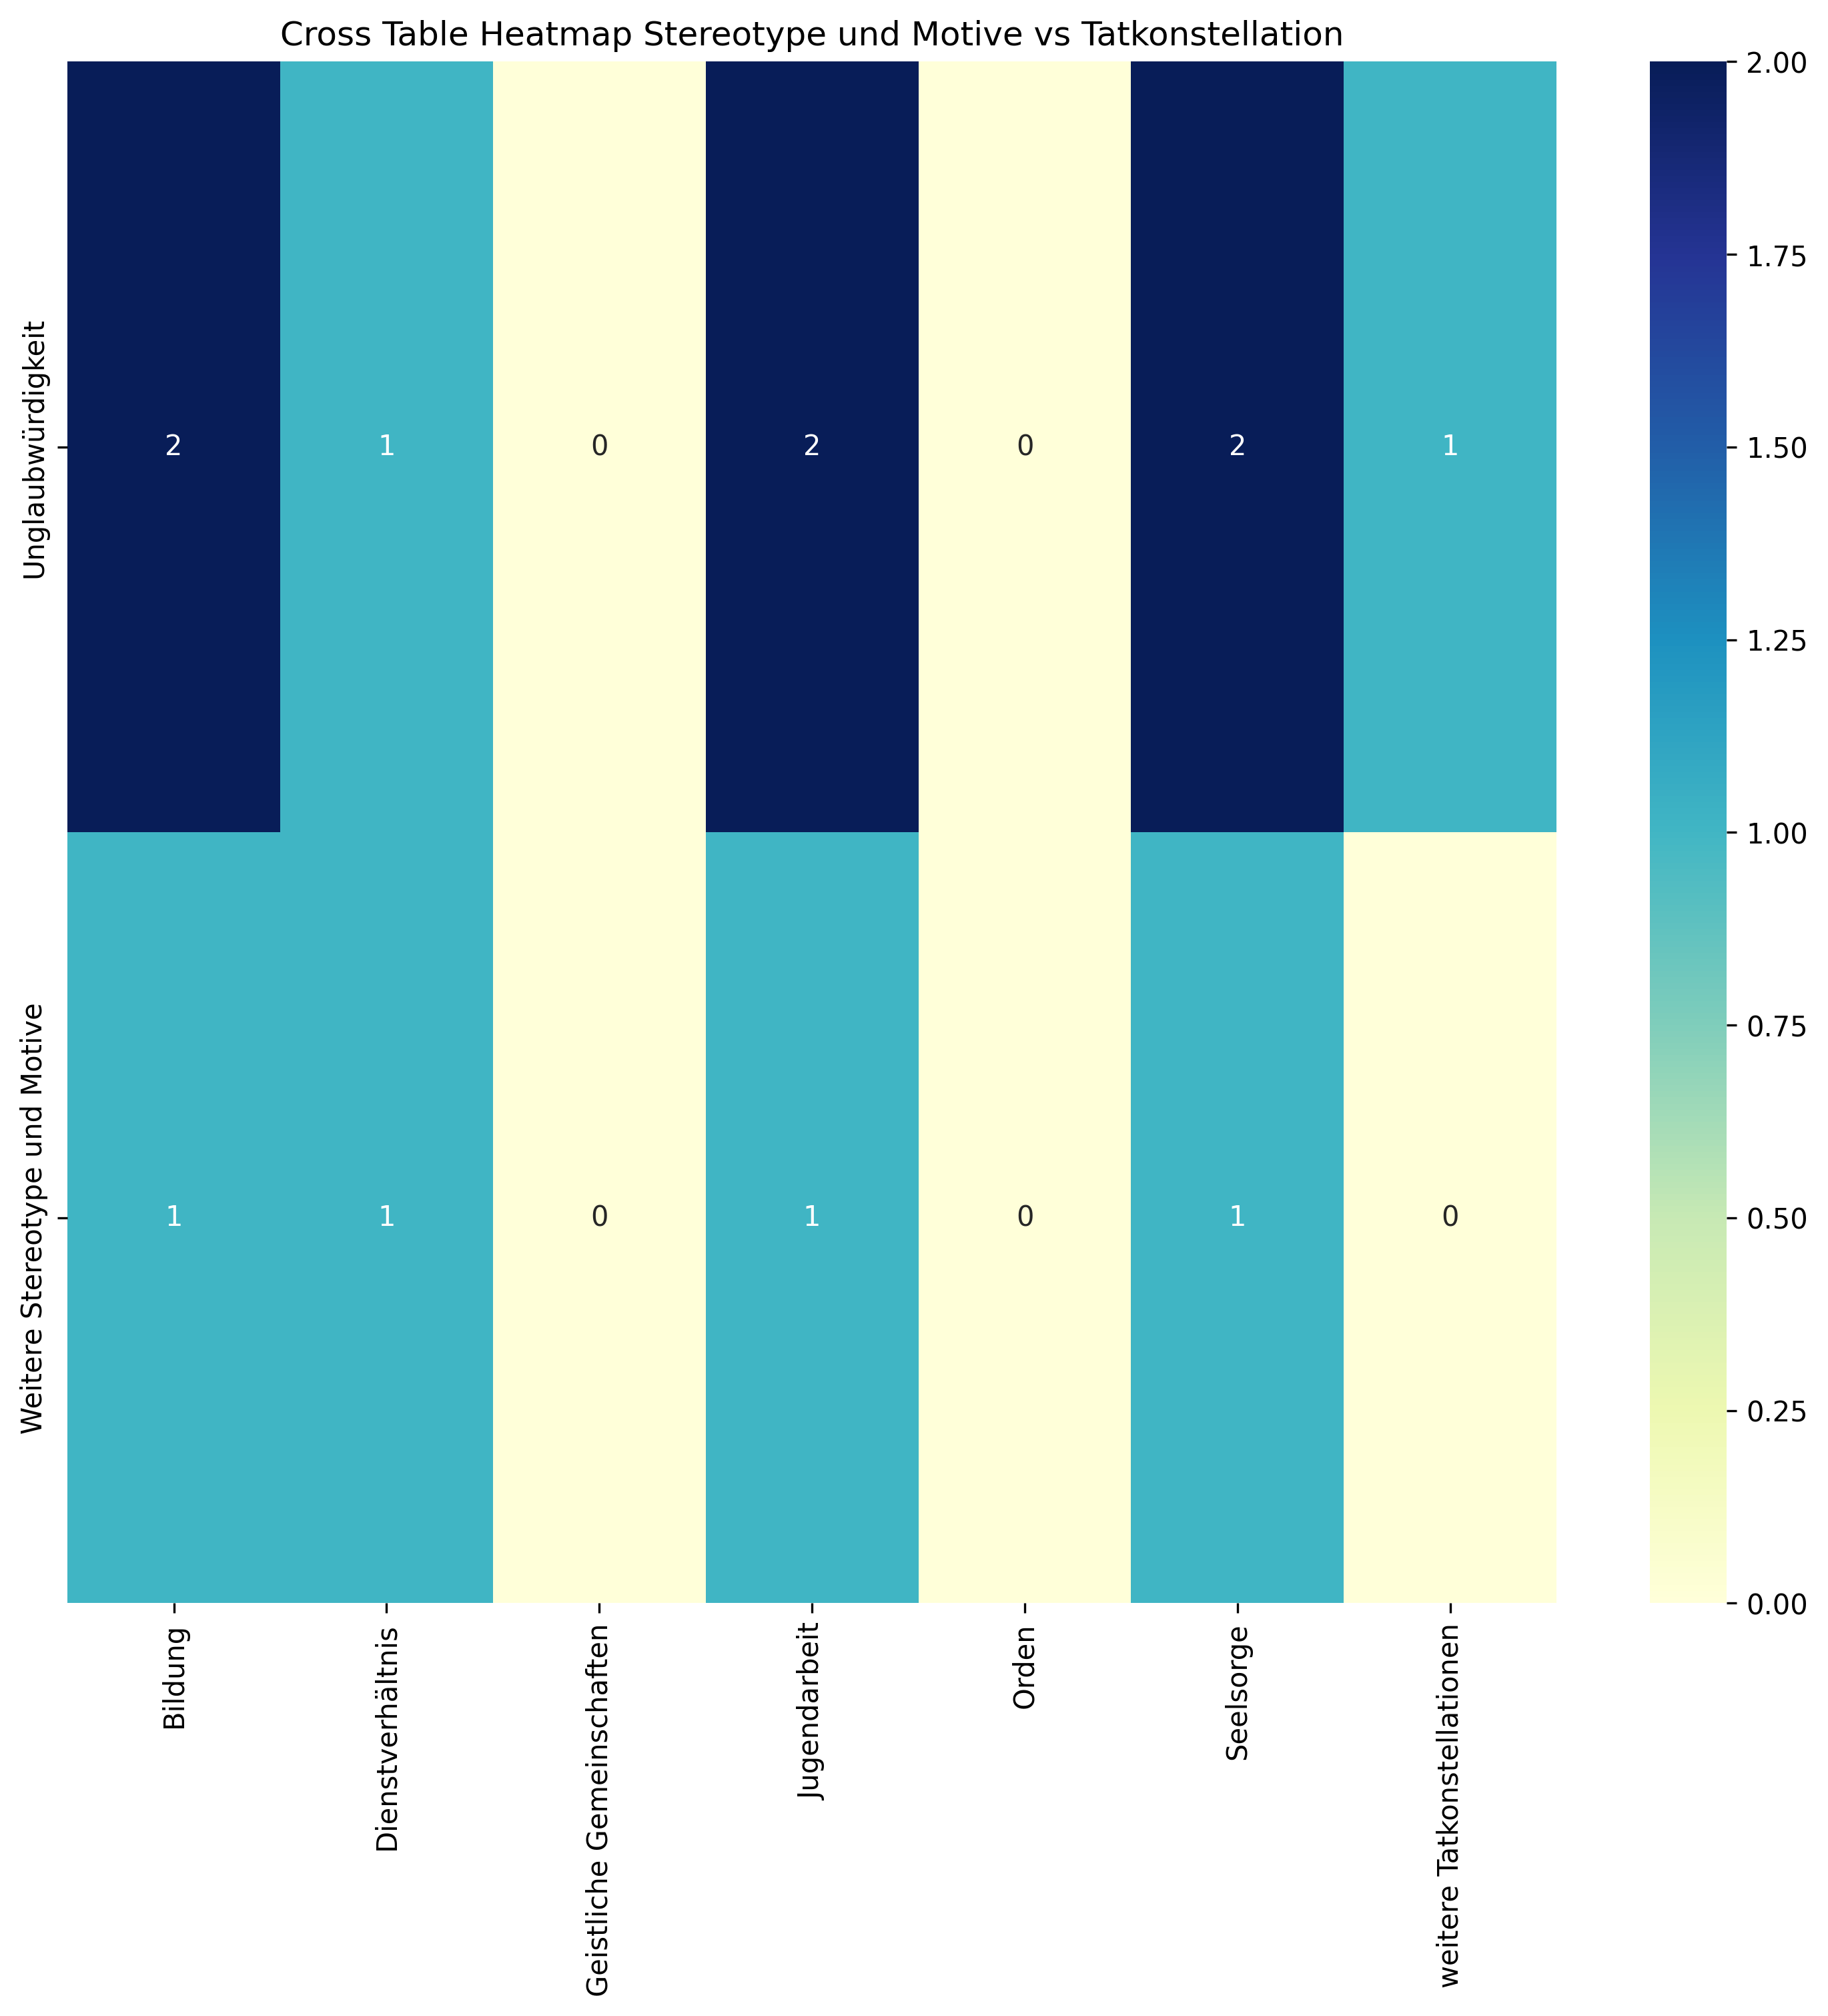 Cross Table Heatmap Stereotype und Motive vs Tatkonstellation
Unglaubwürdigkeit
2 1 0 2 0 2 1
Weitere Stereotype und Motive
1 1 0 1 0 1 0
Bildung
Dienstverhältnis
Geistliche Gemeinschaften
Jugendarbeit
Orden
Seelsorge
weitere Tatkonstellationen
2.00
1.75
1.50
1.25
1.00
0.75
0.50
0.25
0.00